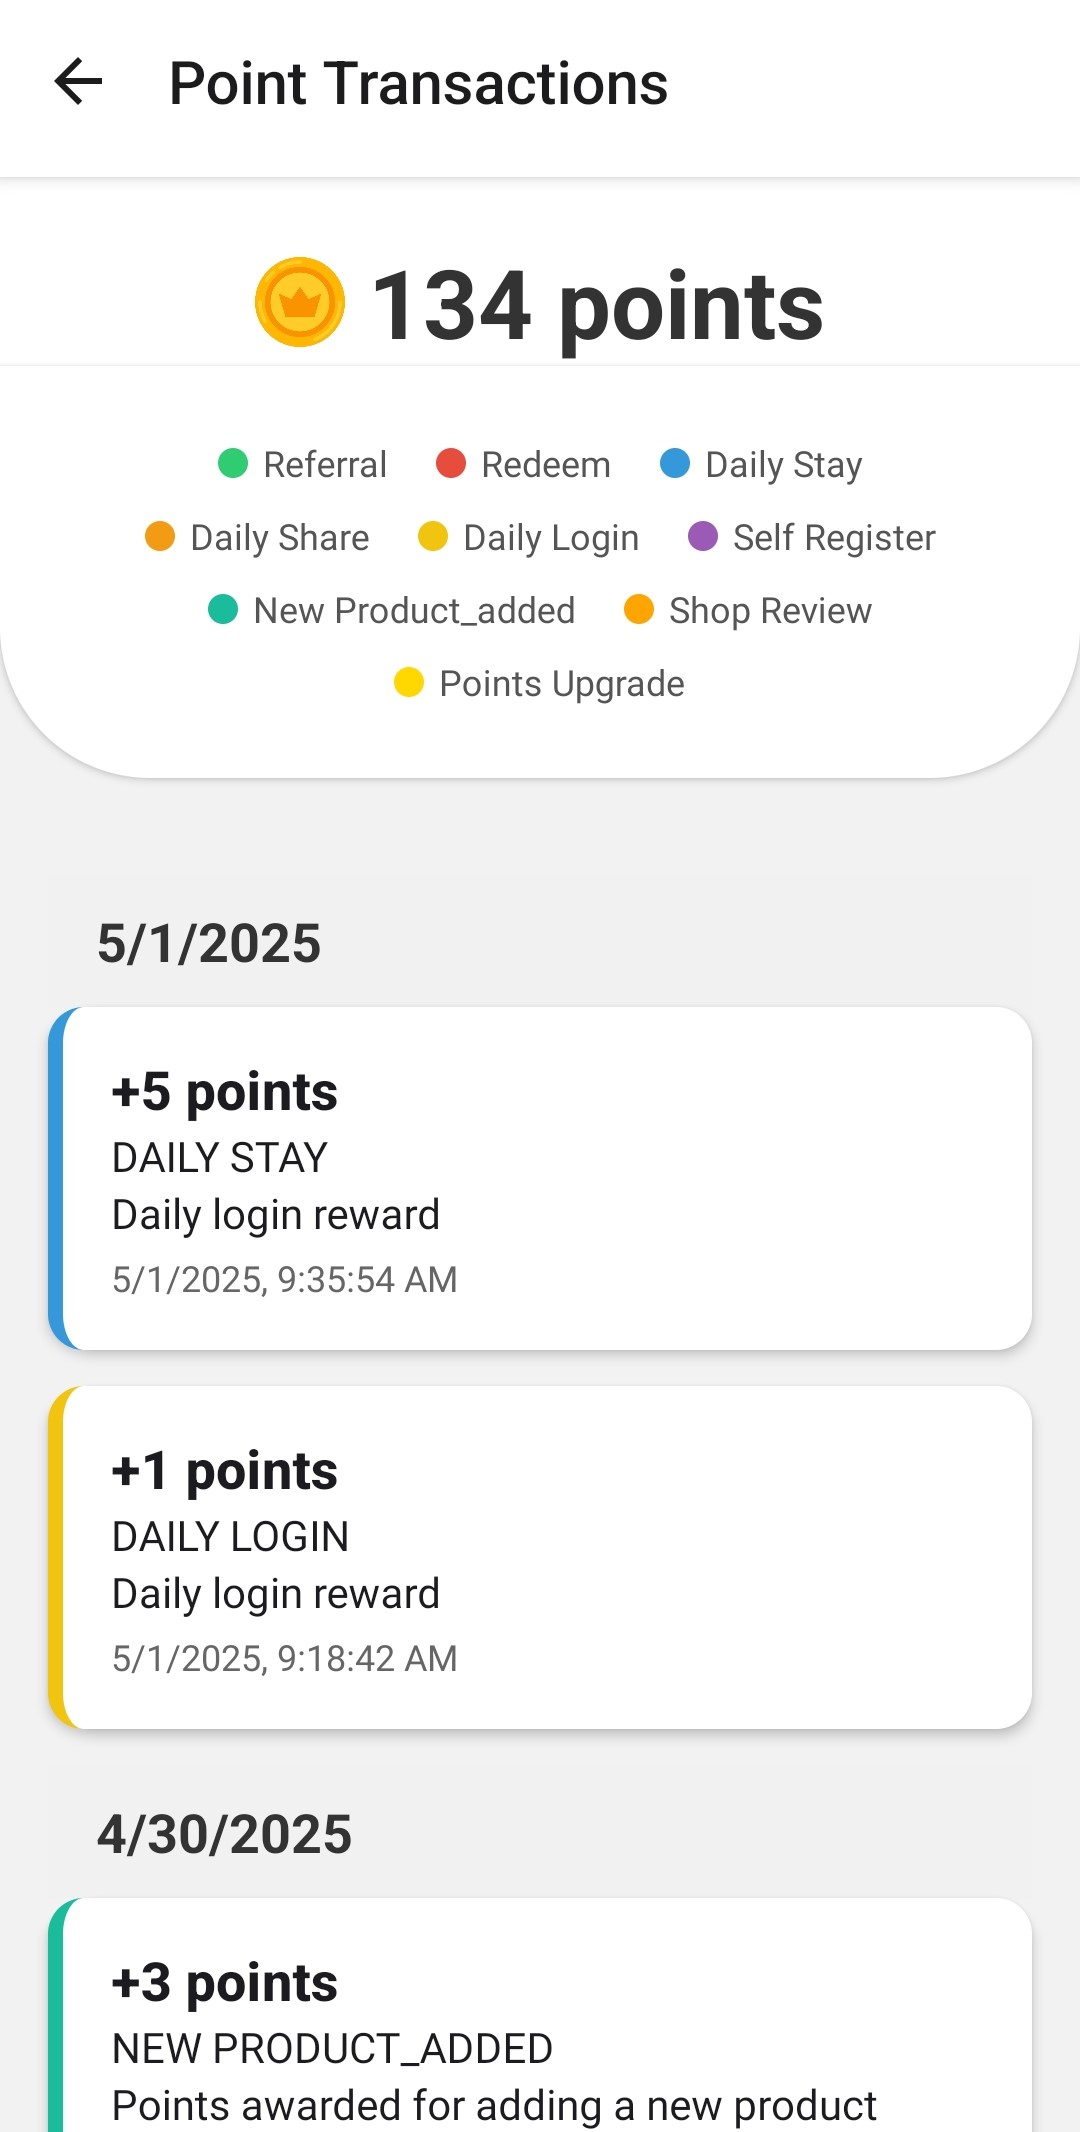 Point Transactions
134 points
Referral Redeem Daily Stay
Daily Share Daily Login Self Register
New Product_added Shop Review
Points Upgrade
5/1/2025
+5 points
DAILY STAY
Daily login reward
5/1/2025, 9:35:54 AM
+1 points
DAILY LOGIN
Daily login reward
5/1/2025, 9:18:42 AM
4/30/2025
+3 points
NEW PRODUCT_ADDED
Points awarded for adding a new product